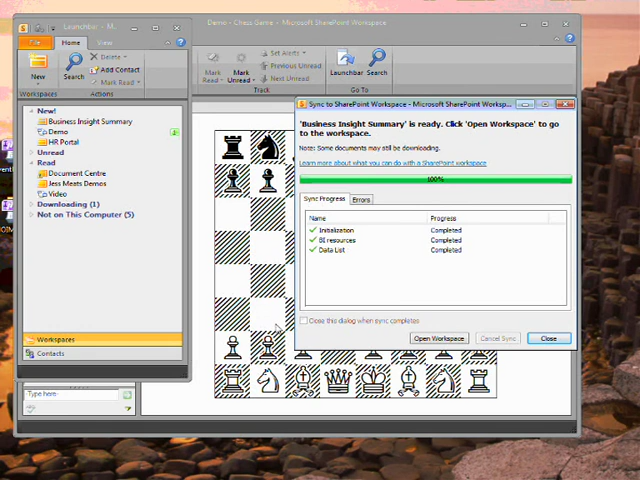 Launchbar - M...
Demo - Chess Game - Microsoft SharePoint Workspace
File
Home
View
New
Search
Delete
Add Contact
Mark Read
Workspaces
Actions
Mark Read
Mark Unread
Set Alerts
Previous Unread
Next Unread
Launchbar
Search
Track
Go To
New!
Business Insight Summary
Demo
HR Portal
Unread
Read
Document Centre
Jess Meets Demos
Video
Downloading (1)
Not on This Computer (5)
Workspaces
Contacts
Type here-
Sync to SharePoint Workspace - Microsoft SharePoint Worksp...
'Business Insight Summary' is ready. Click 'Open Workspace' to go
to the workspace.
Note: Some documents may still be downloading.
Learn more about what you can do with a SharePoint workspace
100%
Sync Progress
Errors
Name
Progress
Initialization
Completed
BI resources
Completed
Data List
Completed
Close this dialog when sync completes
Open Workspace
Cancel Sync
Close